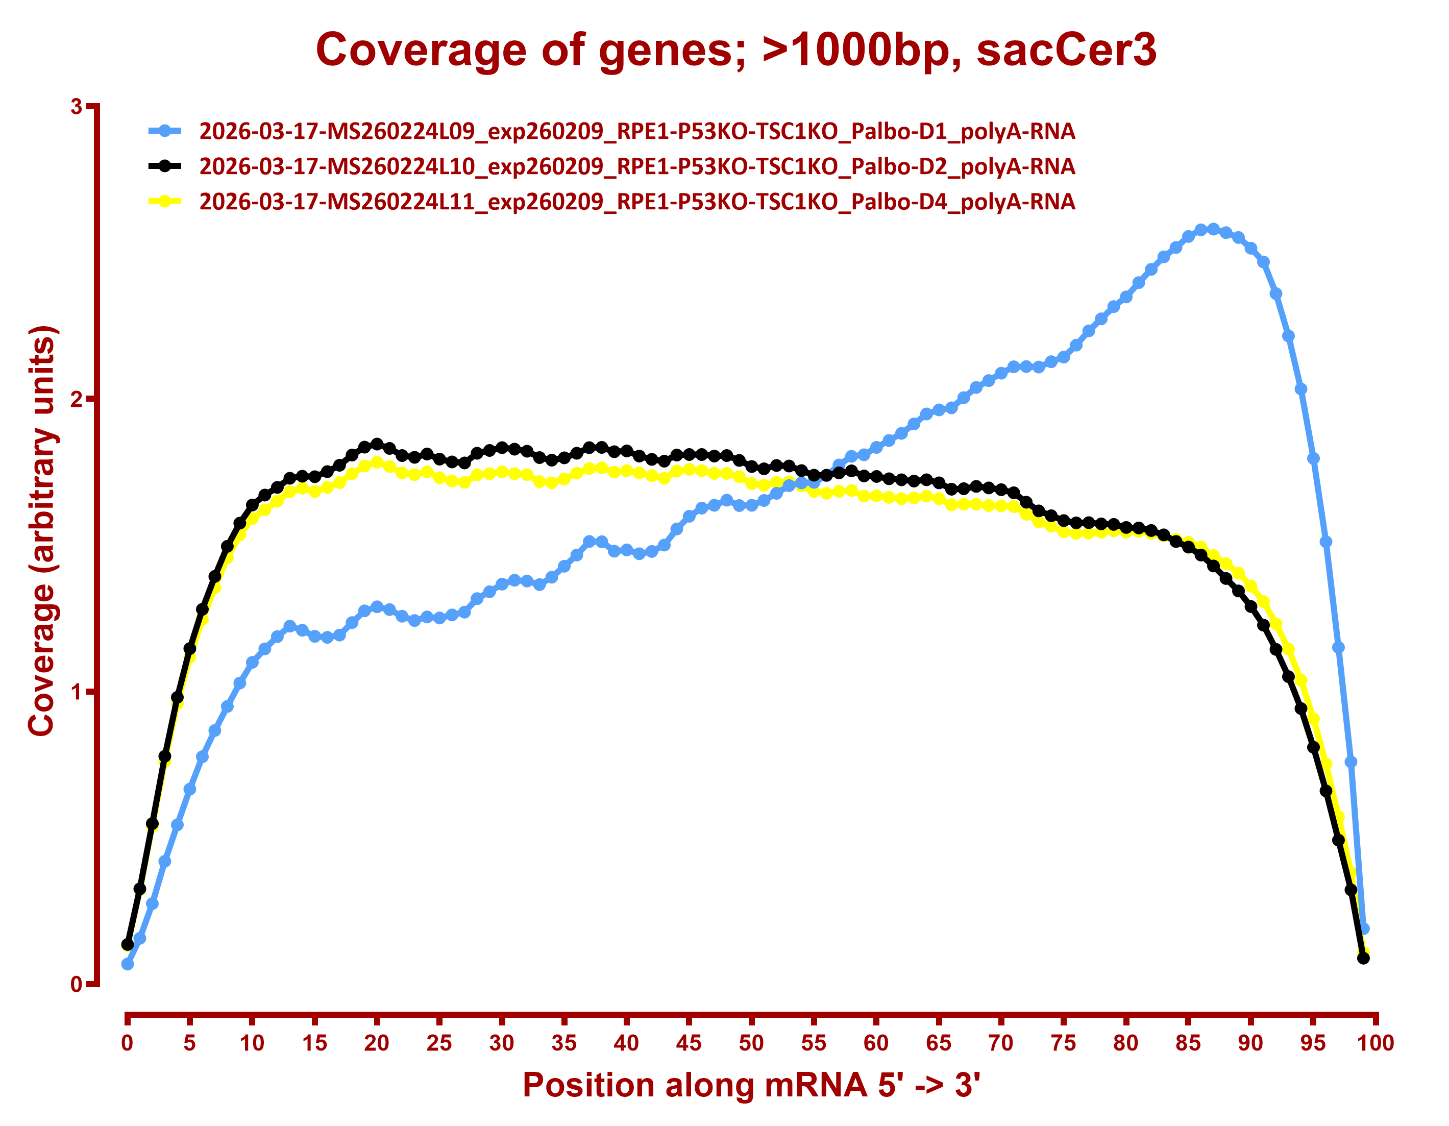 Coverage of genes; >1000bp, sacCer3
3
2026-03-17-MS260224L09_exp260209_RPE1-P53KO-TSC1KO_Palbo-D1_polyA-RNA
2026-03-17-MS260224L10_exp260209_RPE1-P53KO-TSC1KO_Palbo-D2_polyA-RNA
2026-03-17-MS260224L11_exp260209_RPE1-P53KO-TSC1KO_Palbo-D4_polyA-RNA
Coverage (arbitrary units)
2
1
0
0 5 10 15 20 25 30 35 40 45 50 55 60 65 70 75 80 85 90 95 100
Position along mRNA 5' -> 3'